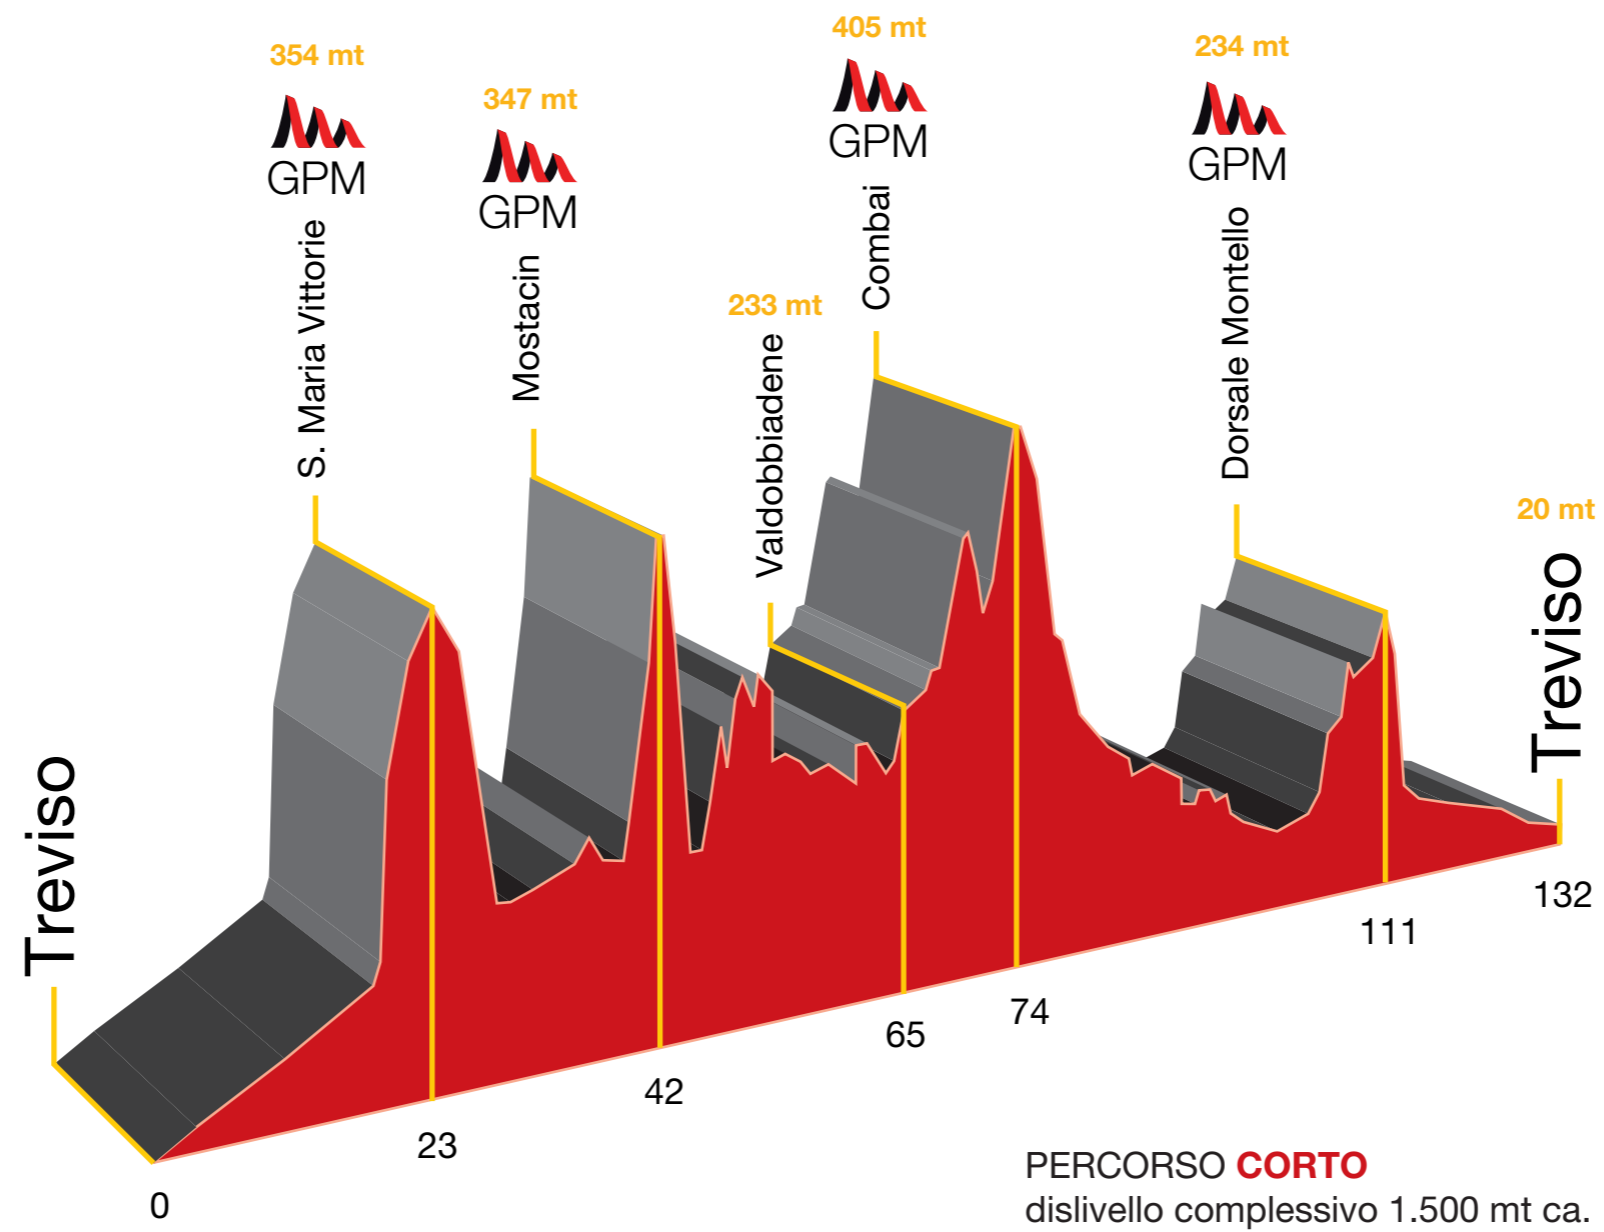 354 mt
GPM
S. Maria Vittorie
347 mt
GPM
Mostacin
233 mt
Valdobbiadene
405 mt
GPM
Combai
234 mt
GPM
Dorsale Montello
20 mt
Treviso
Treviso
0
23
42
65
74
111
132
PERCORSO CORTO
dislivello complessivo 1.500 mt ca.